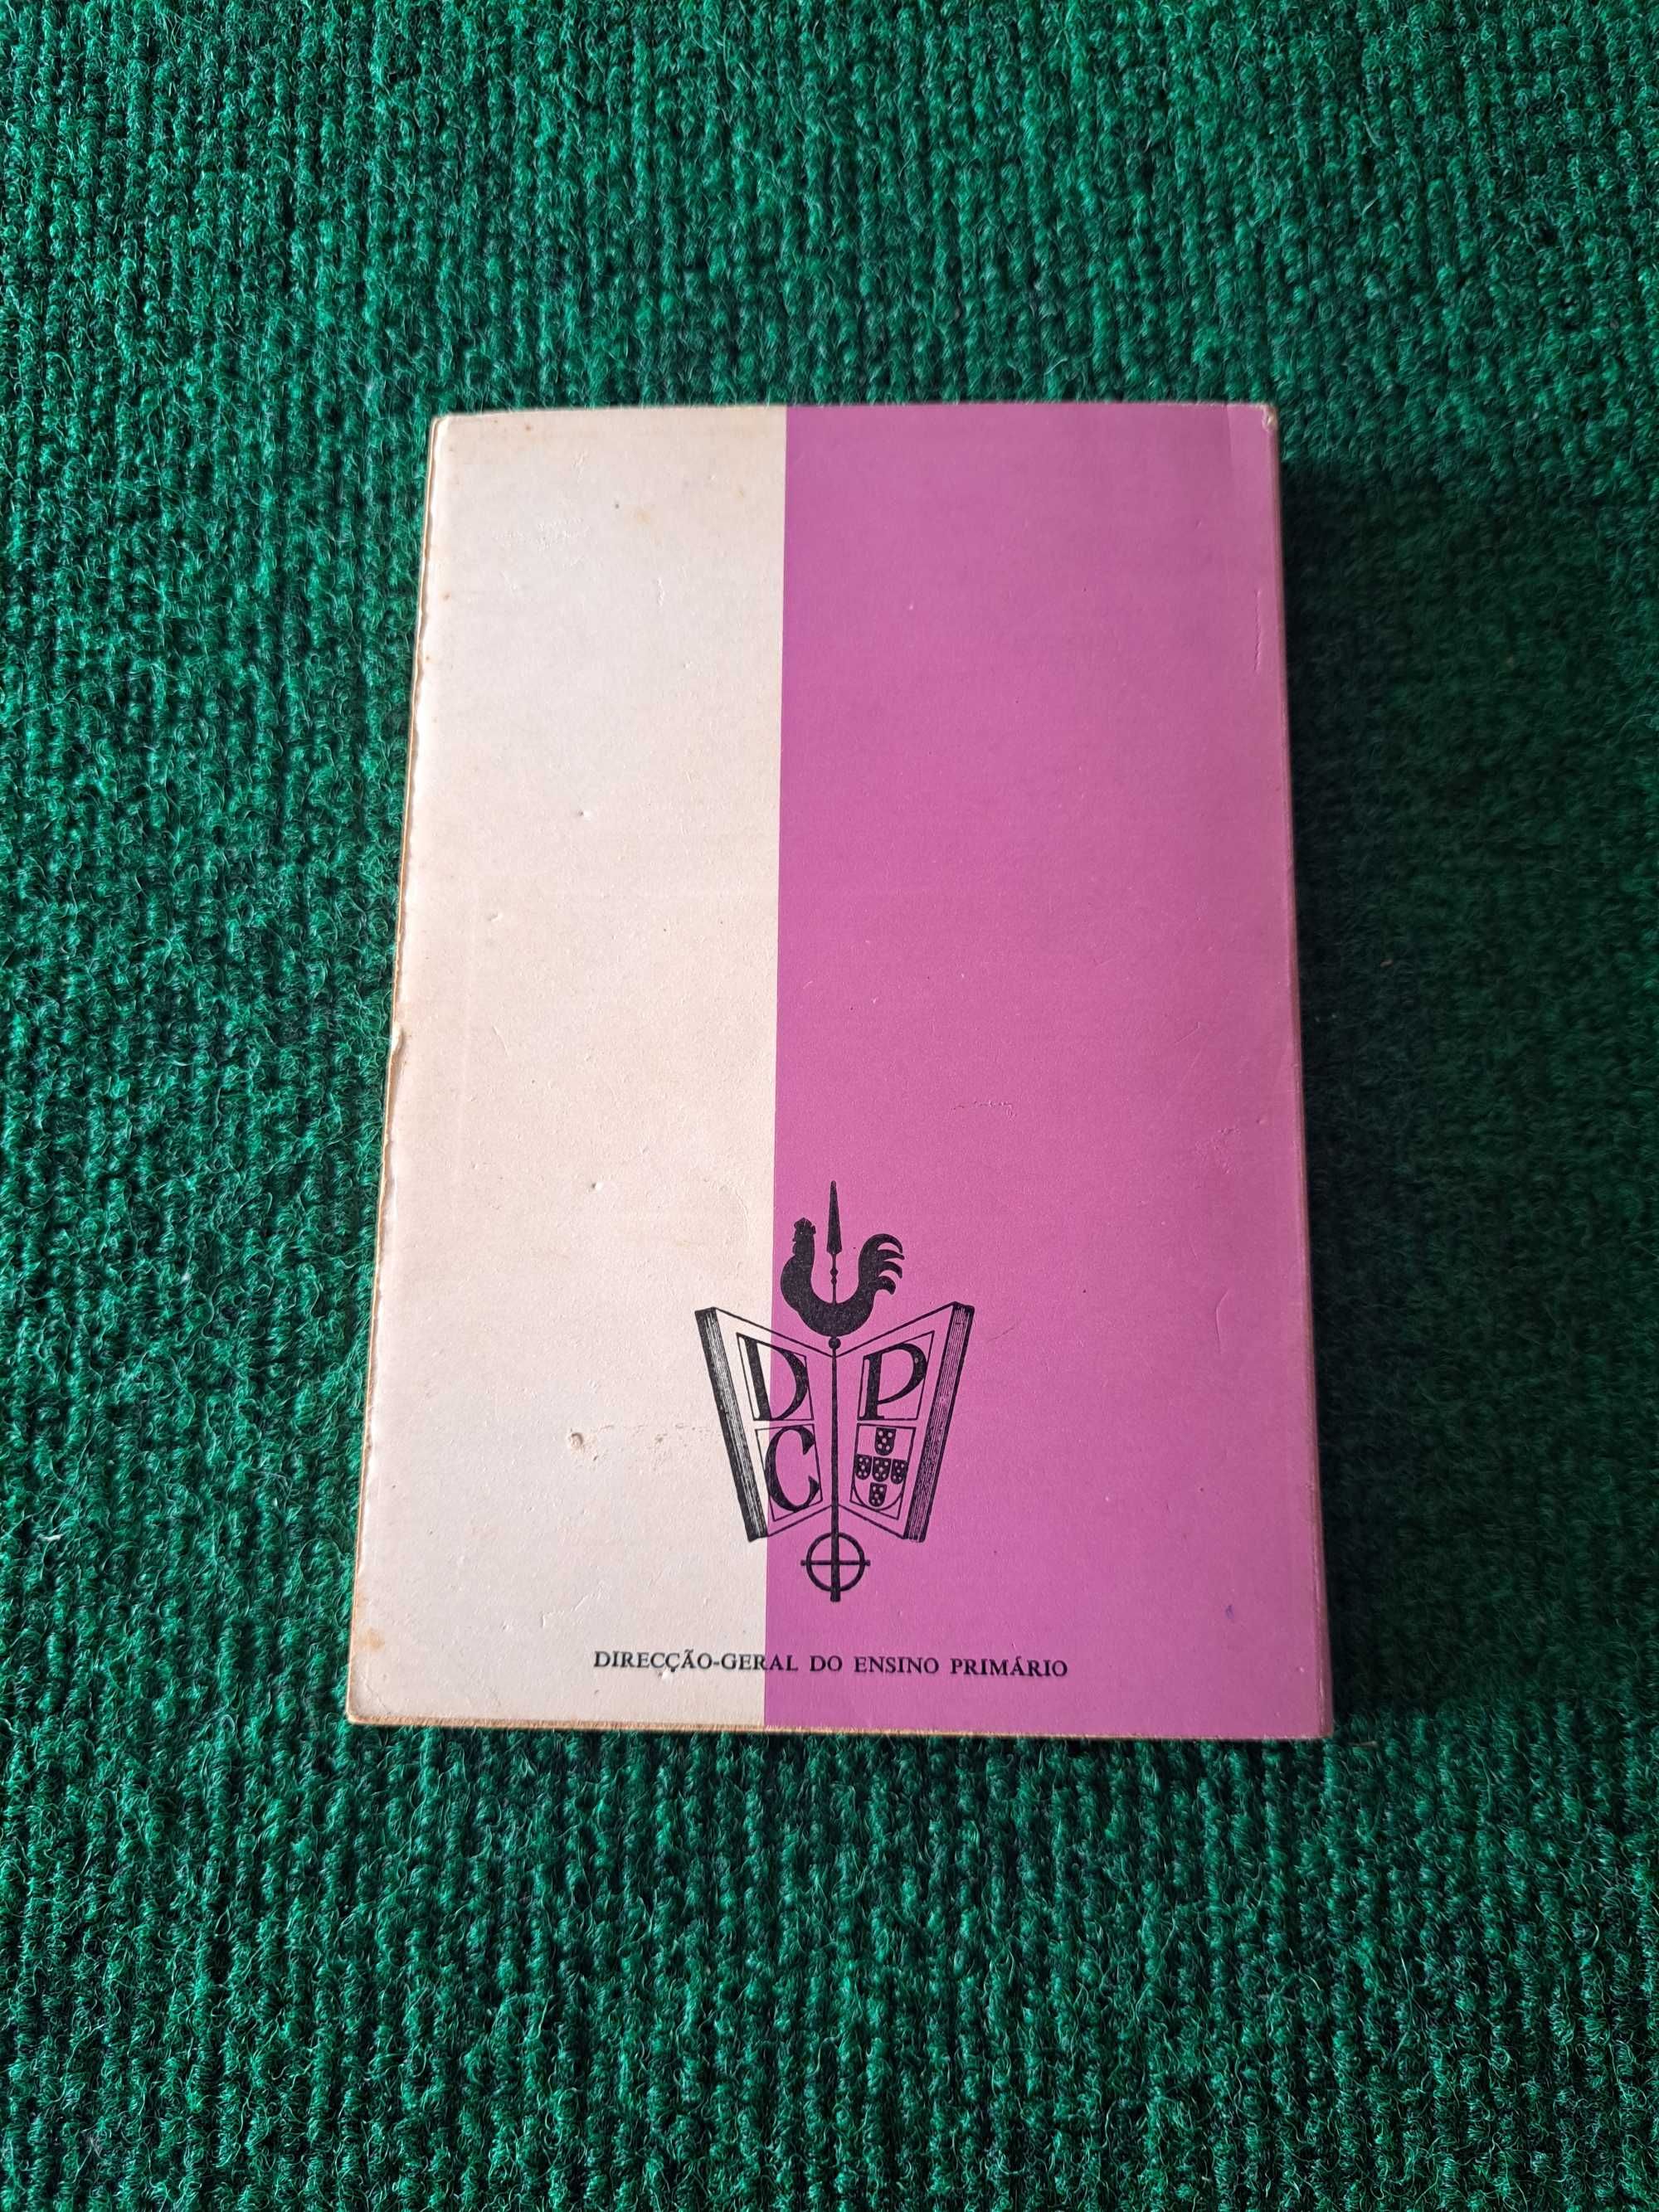 D P
C
DIRECÇÃO-GERAL DO ENSINO PRIMÁRIO